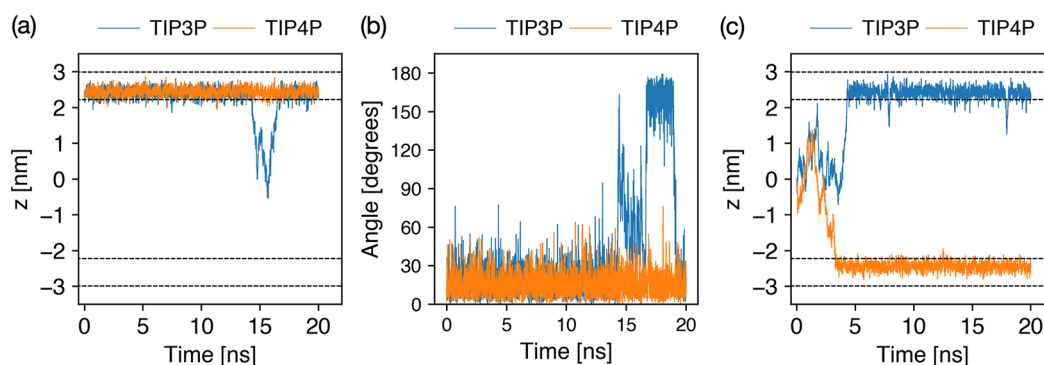 (a) TIP3P TIP4P
3
2
1
0
−1
−2
−3
z [nm]
0 5 10 15 20
Time [ns]
(b) TIP3P TIP4P
180
150
120
90
60
30
0
Angle [degrees]
0 5 10 15 20
Time [ns]
(c) TIP3P TIP4P
3
2
1
0
−1
−2
−3
z [nm]
0 5 10 15 20
Time [ns]